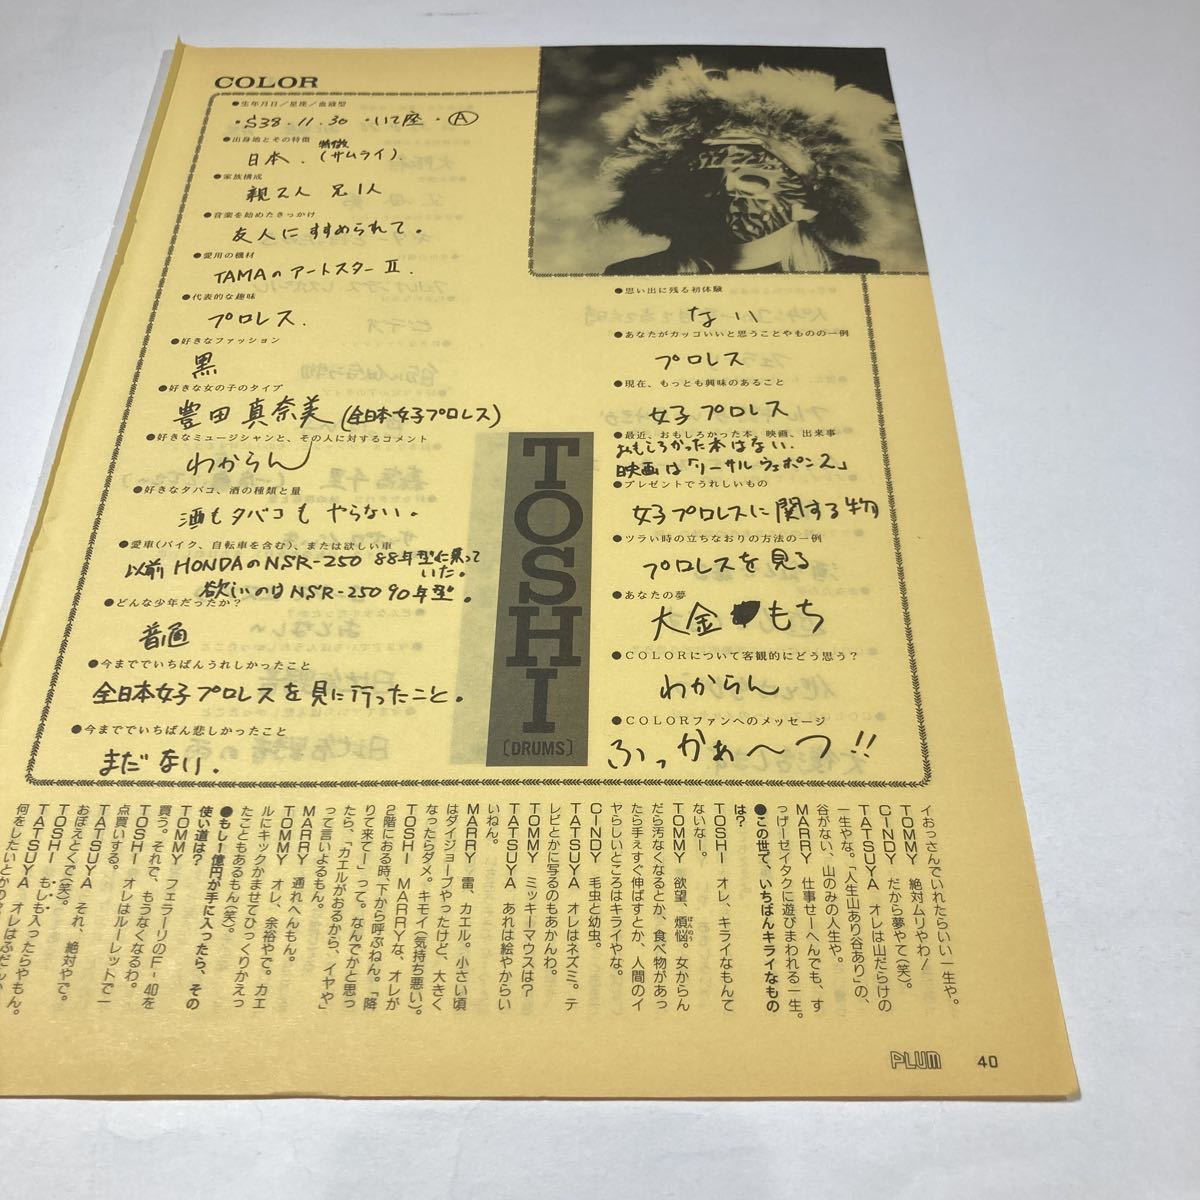 COLOR
●生年月日／星座／血液型
・S38.11.30 ・いて座・Ⓐ
●出身地とその特徴
日本．特徴(サムライ)．
●家族構成
親2人 兄1人
●音楽を始めたきっかけ
友人にすすめられて。
●愛用の機材
TAMAのアートスターⅡ．
●代表的な趣味
プロレス．
●好きなファッション
黒
●好きな女の子のタイプ
豊田真奈美(全日本女子プロレス)
●好きなミュージシャンと、その人に対するコメント
わからん
●好きなタバコ、酒の種類と量
酒もタバコもやらない。
●愛車(バイク、自転車を含む)、または欲しい車
以前HONDAのNSR-250 88年型に乗って
いた。
欲しいのはNSR-250 90年型。
●どんな少年だったか？
普通
●今まででいちばんうれしかったこと
全日本女子プロレスを見に行ったこと。
●今まででいちばん悲しかったこと
まだない．
TOSHI
〔DRUMS〕
●思い出に残る初体験
ない
●あなたがカッコいいと思うことやものの一例
プロレス
●現在、もっとも興味のあること
女子プロレス
●最近、おもしろかった本、映画、出来事
おもしろかった本はない．
映画は「リーサルウェポン2」
●プレゼントでうれしいもの
女子プロレスに関する物
●ツラい時の立ちなおりの方法の一例
プロレスを見る
●あなたの夢
大金もち
●COLORについて客観的にどう思う？
わからん
●COLORファンへのメッセージ
ふっかぁ〜つ!!
イおっさんでいれたらいい一生や。
TOMMY 絶対ムリやわ！
CINDY だから夢やて(笑)。
TATSUYA オレは山だらけの
一生やな。「人生山あり谷あり」の、
谷がない、山のみの人生や。
MARRY 仕事せーへんでも、す
っげーゼイタクに遊びまわれる一生。
●この世で、いちばんキライなもの
は？
TOSHI オレ、キライなもんて
ないなー。
TOMMY 欲望、煩悩。女からん
だら汚なくなるとか、食べ物があっ
たら手えすぐ伸ばすとか、人間のイ
ヤらしいところはキライやな。
CINDY 毛虫と幼虫。
TATSUYA オレはネズミ。テ
レビとかに写るのもあかんわ。
TOMMY ミッキーマウスは？
TATSUYA あれは絵やからい
いねん。
MARRY 雷、カエル。小さい頃
はダイジョーブやったけど、大きく
なったらダメ。キモイ(気持ち悪い)。
TOSHI MARRYな、オレが
2階におる時、下から呼ぶねん。「降
りて来てー」って。なんでかと思っ
たら、「カエルがおるから、イヤや」
って言いよるもん。
MARRY 通れへんもん。
TOMMY オレ、余裕やで。カエ
ルにキックかませてひっくりかえっ
たこともあるもん(笑)。
●もし一億円が手に入ったら、その
使い道は？
TOMMY フェラーリのF-40を
買う。それで、もうなくなるわ。
TOSHI オレはルーレットで一
点買いする。
TATSUYA それ、絶対やで。
おぼえとくで(笑)。
TOSHI もしも入ったらやもん。
TATSUYA オレはふだん
何をしたいとかの
PLUM 40